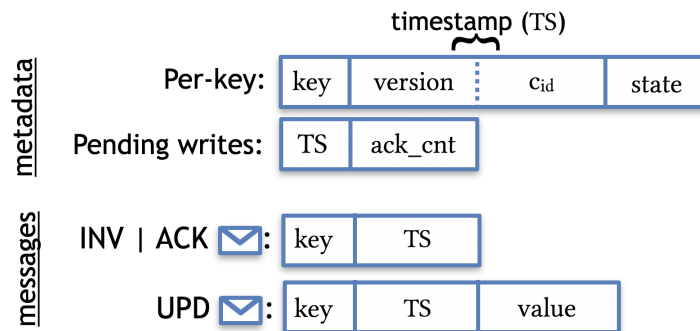 timestamp (TS)
metadata
Per-key: key version cid state
Pending writes: TS ack_cnt
messages
INV | ACK : key TS
UPD : key TS value